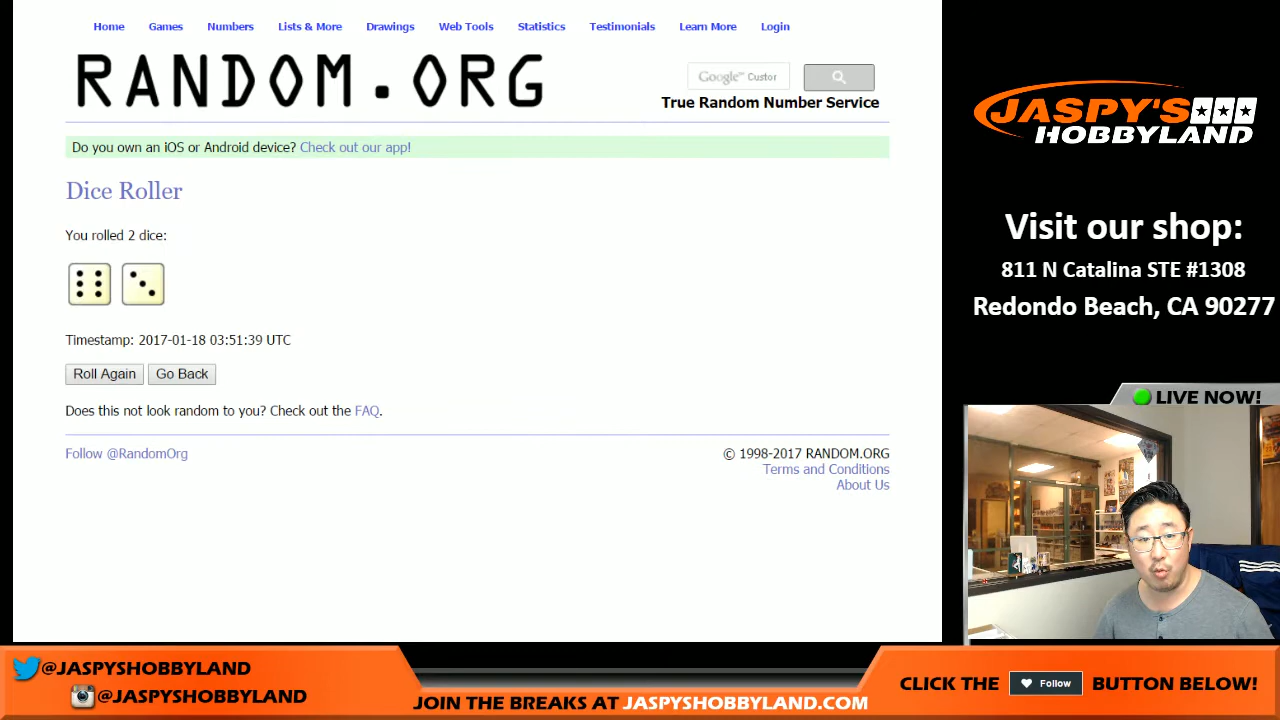 Home Games Numbers Lists & More Drawings Web Tools Statistics Testimonials Learn More Login
RANDOM.ORG
Google™ Custor
True Random Number Service
Do you own an iOS or Android device? Check out our app!
Dice Roller
You rolled 2 dice:
Timestamp: 2017-01-18 03:51:39 UTC
Roll Again Go Back
Does this not look random to you? Check out the FAQ.
Follow @RandomOrg
© 1998-2017 RANDOM.ORG
Terms and Conditions
About Us
JASPY'S
HOBBYLAND
Visit our shop:
811 N Catalina STE #1308
Redondo Beach, CA 90277
LIVE NOW!
@JASPYSHOBBYLAND
@JASPYSHOBBYLAND
JOIN THE BREAKS AT JASPYSHOBBYLAND.COM
CLICK THE Follow BUTTON BELOW!